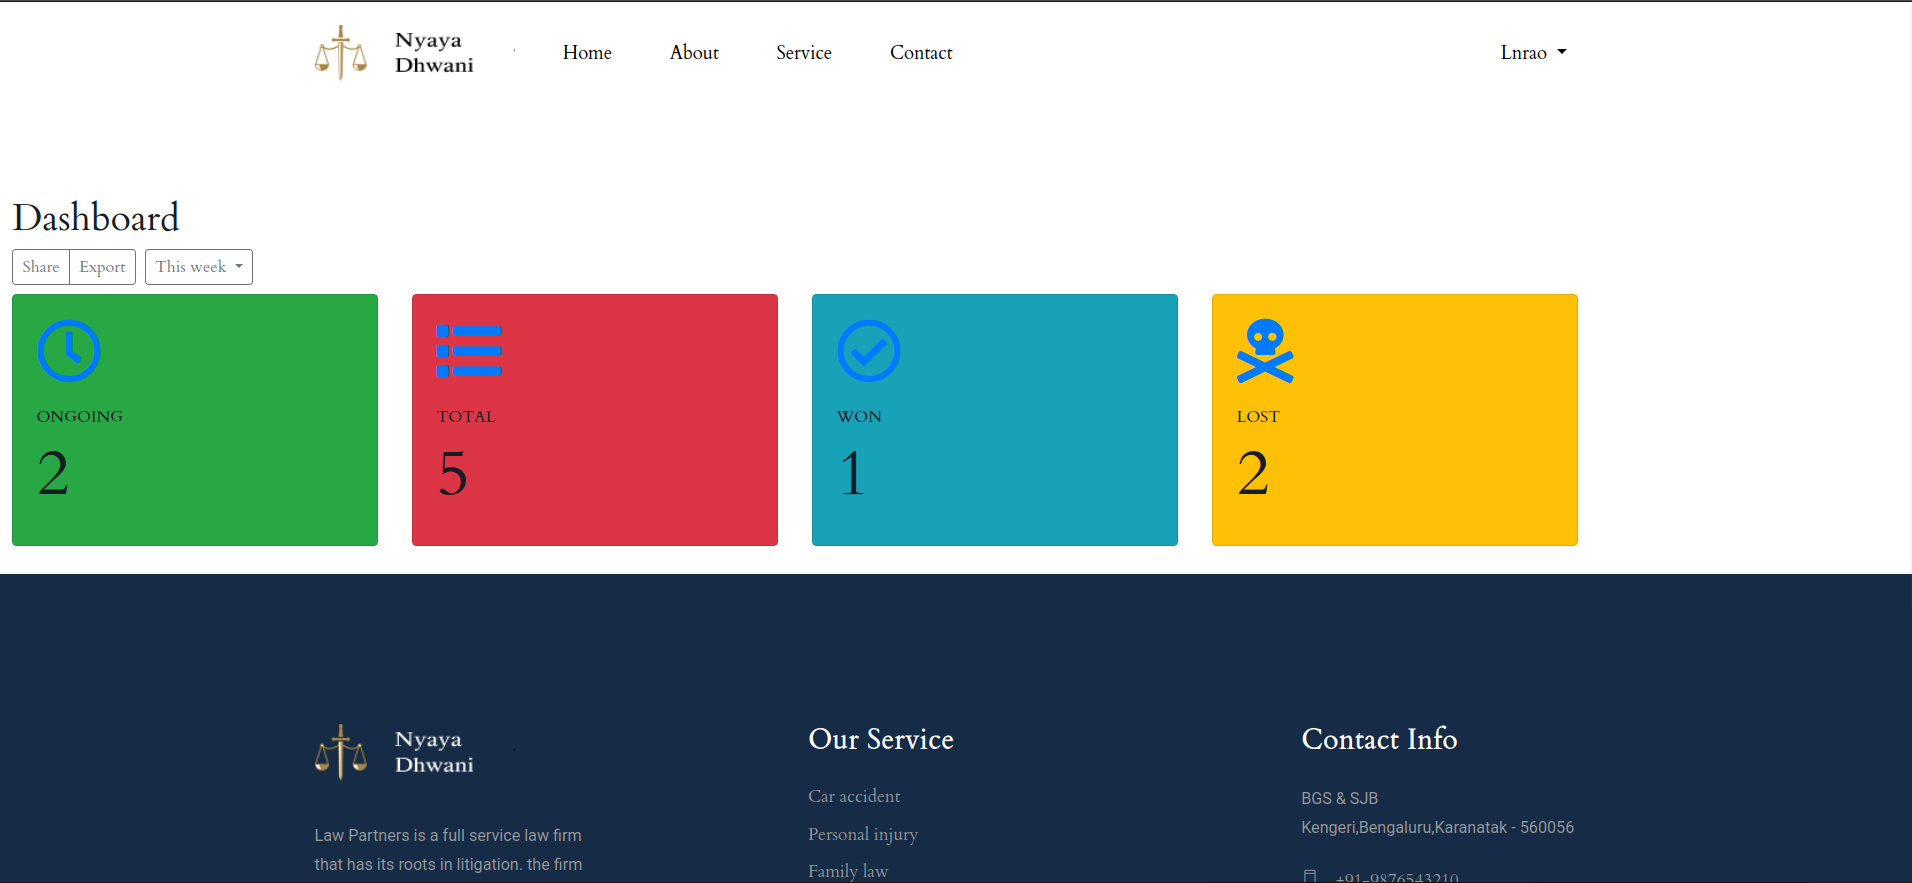 Nyaya
Dhwani
Home
About
Service
Contact
Lnrao
Dashboard
Share
Export
This week
ONGOING
2
TOTAL
5
WON
1
LOST
2
Nyaya
Dhwani
Law Partners is a full service law firm
that has its roots in litigation. the firm
Our Service
Car accident
Personal injury
Family law
Contact Info
BGS & SJB
Kengeri,Bengaluru,Karanatak - 560056
+91-9876543210